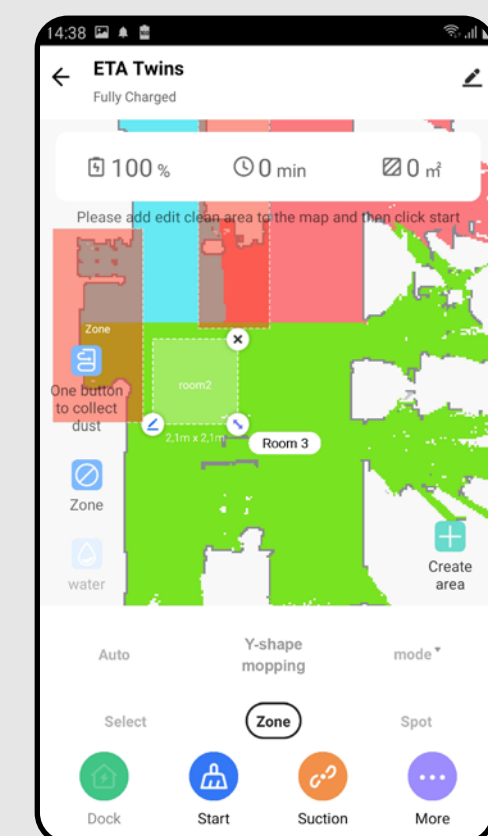 14:38
ETA Twins
Fully Charged
100 %
0 min
0 ㎡
Please add edit clean area to the map and then click start
Zone
One button
to collect
dust
room2
2,1m x 2,1m
Room 3
Zone
water
Create
area
Auto
Y-shape
mopping
mode
Select
Zone
Spot
Dock
Start
Suction
More